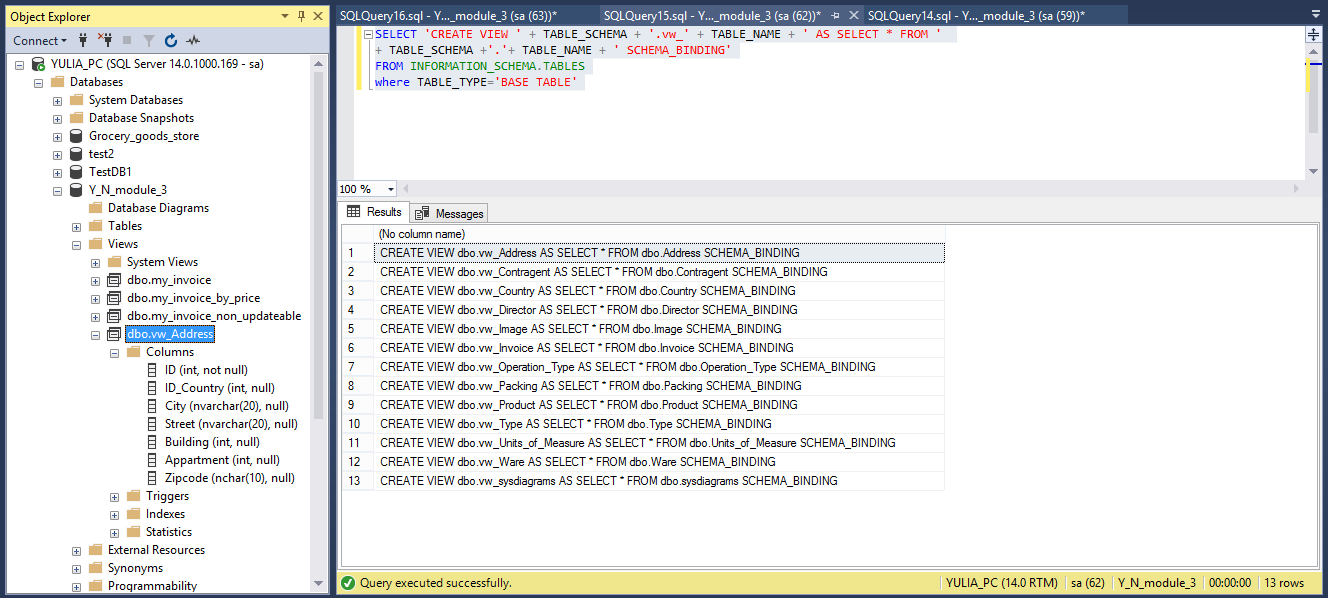 Object Explorer
Connect
YULIA_PC (SQL Server 14.0.1000.169 - sa)
Databases
System Databases
Database Snapshots
Grocery_goods_store
test2
TestDB1
Y_N_module_3
Database Diagrams
Tables
Views
System Views
dbo.my_invoice
dbo.my_invoice_by_price
dbo.my_invoice_non_updateable
dbo.vw_Address
Columns
ID (int, not null)
ID_Country (int, null)
City (nvarchar(20), null)
Street (nvarchar(20), null)
Building (int, null)
Appartment (int, null)
Zipcode (nchar(10), null)
Triggers
Indexes
Statistics
External Resources
Synonyms
Programmability
SQLQuery16.sql - Y..._module_3 (sa (63))* SQLQuery15.sql - Y..._module_3 (sa (62))* SQLQuery14.sql - Y..._module_3 (sa (59))*
SELECT 'CREATE VIEW ' + TABLE_SCHEMA + '.vw_' + TABLE_NAME + ' AS SELECT * FROM '
+ TABLE_SCHEMA +'.'+ TABLE_NAME + ' SCHEMA_BINDING'
FROM INFORMATION_SCHEMA.TABLES
where TABLE_TYPE='BASE TABLE'
100 %
Results Messages
(No column name)
1 CREATE VIEW dbo.vw_Address AS SELECT * FROM dbo.Address SCHEMA_BINDING
2 CREATE VIEW dbo.vw_Contragent AS SELECT * FROM dbo.Contragent SCHEMA_BINDING
3 CREATE VIEW dbo.vw_Country AS SELECT * FROM dbo.Country SCHEMA_BINDING
4 CREATE VIEW dbo.vw_Director AS SELECT * FROM dbo.Director SCHEMA_BINDING
5 CREATE VIEW dbo.vw_Image AS SELECT * FROM dbo.Image SCHEMA_BINDING
6 CREATE VIEW dbo.vw_Invoice AS SELECT * FROM dbo.Invoice SCHEMA_BINDING
7 CREATE VIEW dbo.vw_Operation_Type AS SELECT * FROM dbo.Operation_Type SCHEMA_BINDING
8 CREATE VIEW dbo.vw_Packing AS SELECT * FROM dbo.Packing SCHEMA_BINDING
9 CREATE VIEW dbo.vw_Product AS SELECT * FROM dbo.Product SCHEMA_BINDING
10 CREATE VIEW dbo.vw_Type AS SELECT * FROM dbo.Type SCHEMA_BINDING
11 CREATE VIEW dbo.vw_Units_of_Measure AS SELECT * FROM dbo.Units_of_Measure SCHEMA_BINDING
12 CREATE VIEW dbo.vw_Ware AS SELECT * FROM dbo.Ware SCHEMA_BINDING
13 CREATE VIEW dbo.vw_sysdiagrams AS SELECT * FROM dbo.sysdiagrams SCHEMA_BINDING
Query executed successfully. YULIA_PC (14.0 RTM) sa (62) Y_N_module_3 00:00:00 13 rows